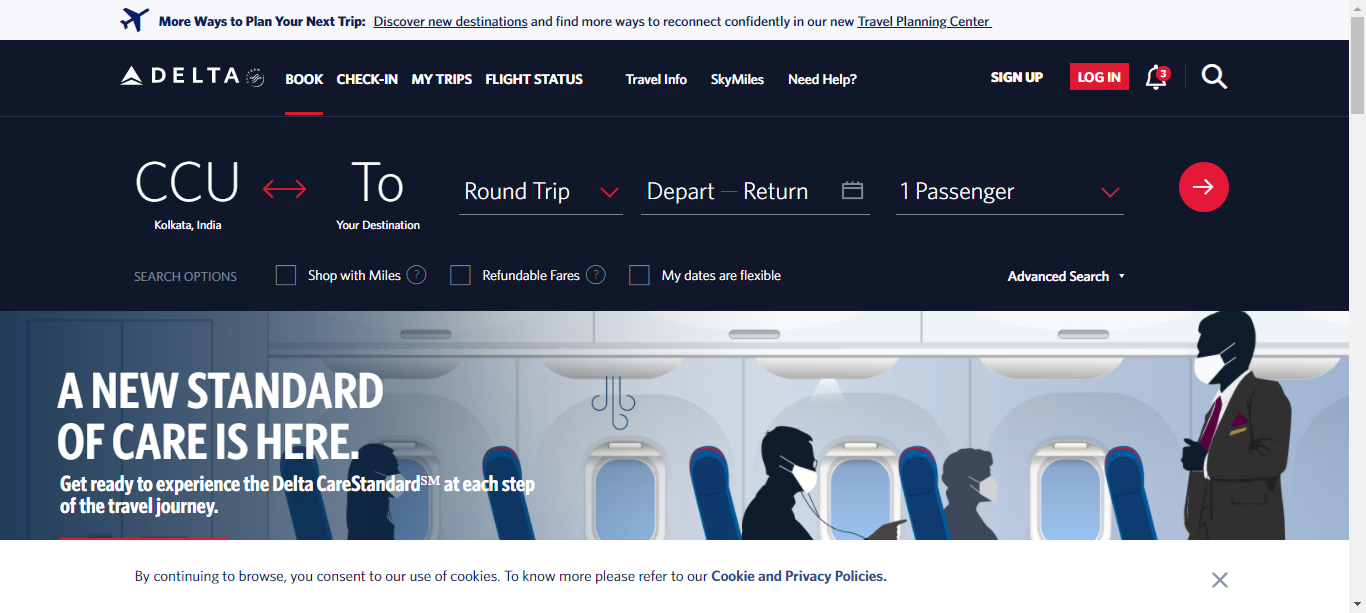 More Ways to Plan Your Next Trip: Discover new destinations and find more ways to reconnect confidently in our new Travel Planning Center
DELTA BOOK CHECK-IN MY TRIPS FLIGHT STATUS Travel Info SkyMiles Need Help? SIGN UP LOG IN 3
CCU To Round Trip Depart — Return 1 Passenger
Kolkata, India Your Destination
SEARCH OPTIONS Shop with Miles ? Refundable Fares ? My dates are flexible Advanced Search
A NEW STANDARD
OF CARE IS HERE.
Get ready to experience the Delta CareStandard℠ at each step
of the travel journey.
By continuing to browse, you consent to our use of cookies. To know more please refer to our Cookie and Privacy Policies.